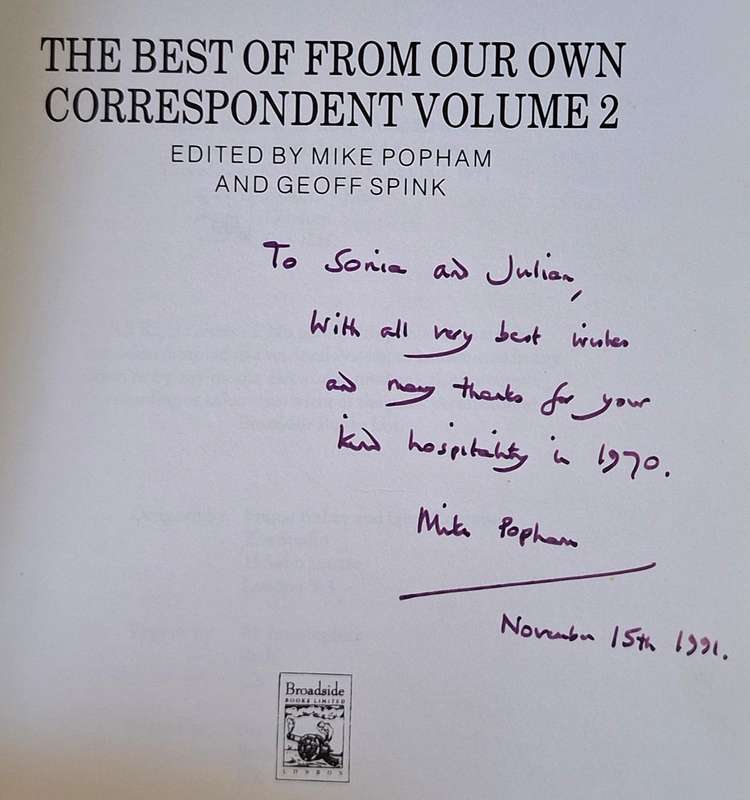 THE BEST OF FROM OUR OWN
CORRESPONDENT VOLUME 2
EDITED BY MIKE POPHAM
AND GEOFF SPINK
To Sonia and Julian,
With all very best wishes
and many thanks for your
kind hospitality in 1970.
Mike Popham
November 15th 1991.
Broadside
BOOKS LIMITED
LONDON